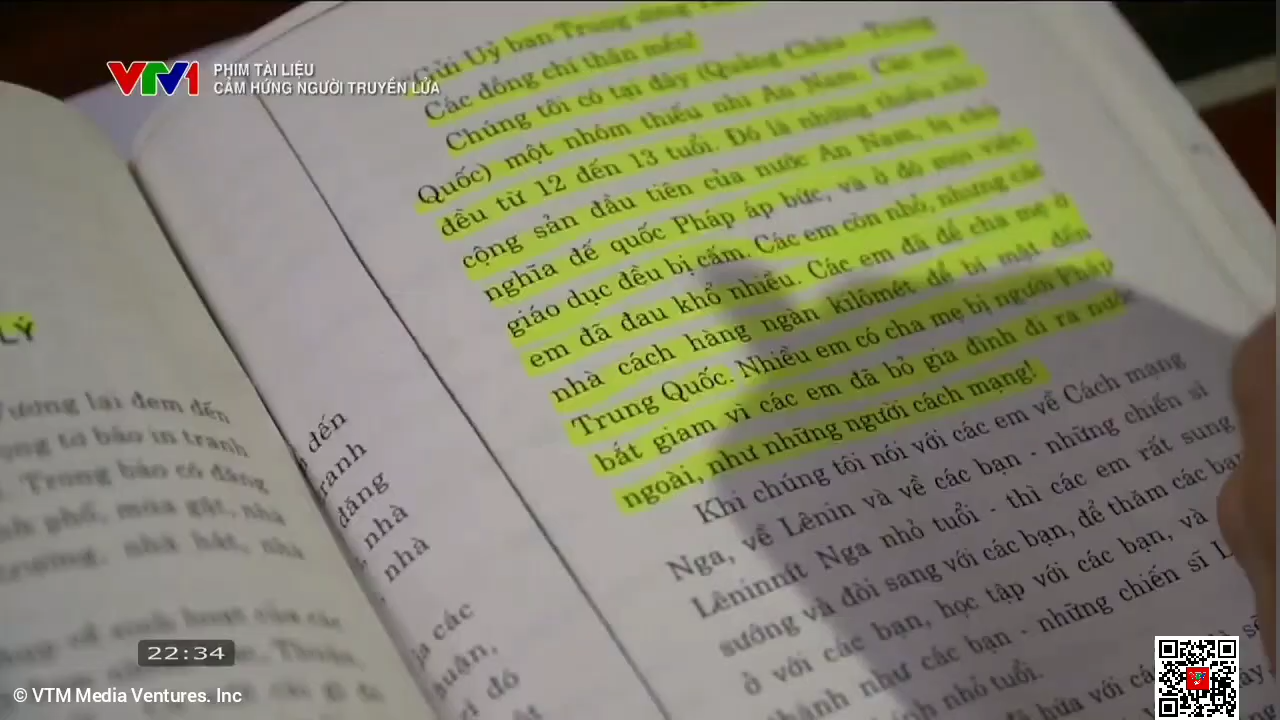 VTV1
PHIM TÀI LIỆU
CẢM HỨNG NGƯỜI TRUYỀN LỬA
Gửi Uỷ ban Trung ương
Các đồng chí thân mến!
Chúng tôi có tại đây (Quảng Châu - Trung
Quốc) một nhóm thiếu nhi An Nam. Các em
đều từ 12 đến 13 tuổi. Đó là những thiếu nhi
cộng sản đầu tiên của nước An Nam, bị chủ
nghĩa đế quốc Pháp áp bức, và ở đó mọi việc
giáo dục đều bị cấm. Các em còn nhỏ, nhưng các
em đã đau khổ nhiều. Các em đã để cha mẹ ở
nhà cách hàng ngàn kilômét để bí mật đến
Trung Quốc. Nhiều em có cha mẹ bị người Pháp
bắt giam vì các em đã bỏ gia đình đi ra nước
ngoài, như những người cách mạng!
Khi chúng tôi nói với các em về Cách mạng
Nga, về Lênin và về các bạn - những chiến sĩ
Lêninnít Nga nhỏ tuổi - thì các em rất sung
sướng và đòi sang với các bạn, để thăm các bạn
ở với các bạn, học tập với các bạn, và
thành như các bạn - những chiến sĩ L
nhỏ tuổi.
hứa với
LÝ
Tương lai đem đến
tờ báo in tranh
Trong báo có đăng
phố, mùa gặt, nhà
trường, nhà hát, nhà
đến
tranh
đăng
nhà
nhà
các
đó
22:34
© VTM Media Ventures. Inc